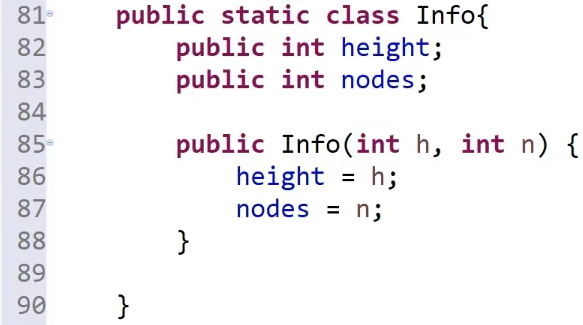 81 public static class Info{
82 public int height;
83 public int nodes;
84
85 public Info(int h, int n) {
86 height = h;
87 nodes = n;
88 }
89
90 }